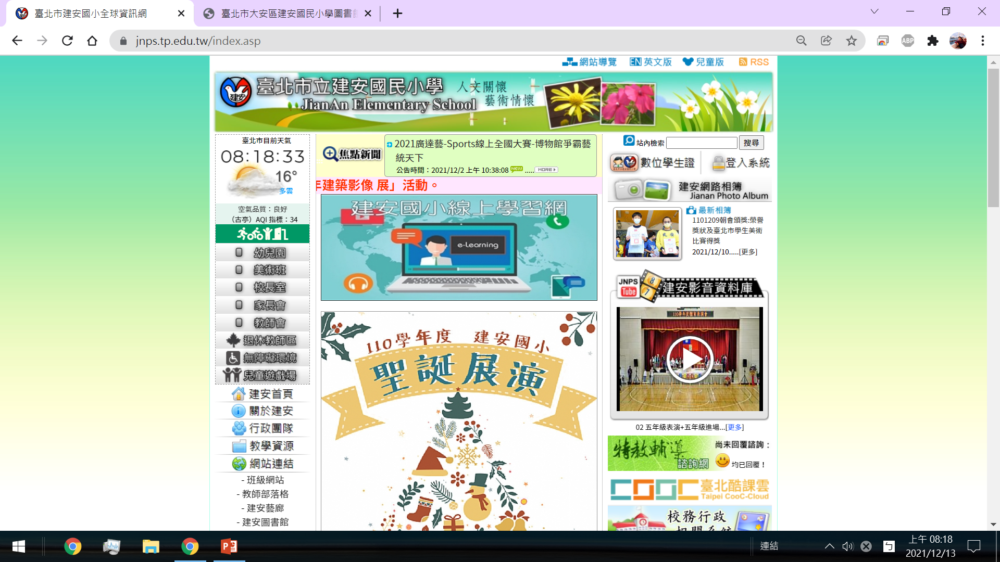 臺北市建安國小全球資訊網
臺北市大安區建安國民小學圖書館
jnps.tp.edu.tw/index.asp
ABP
網站導覽
EN 英文版
兒童版
RSS
建安
臺北市立建安國民小學
JianAn Elementary School
人文關懷
藝術情懷
臺北市目前天氣
08:18:33
16°
多雲
空氣品質：良好
（古亭）AQI 指標：34
幼兒園
美術班
校長室
家長會
教師會
退休教師區
無障礙環境
兒童遊戲場
建安首頁
關於建安
行政團隊
教學資源
網站連結
- 班級網站
- 教師部落格
- 建安藝廊
- 建安圖書館
焦點新聞
2021廣達藝-Sports線上全國大賽-博物館爭霸藝
統天下
公告時間：2021/12/2 上午 10:38:08 NEW .....MORE
年建築影像 展」活動。
建安國小線上學習網
e-Learning
110學年度 建安國小
聖誕展演
站內檢索
搜尋
數位學生證
登入系統
建安網路相簿
Jianan Photo Album
最新相簿
1101209朝會頒獎:榮譽
獎狀及臺北市學生美術
比賽得獎
2021/12/10.....[更多]
JNPS
Tube
8
7
建安影音資料庫
02 五年級表演+五年級進場...[更多]
特教輔導
諮詢網
尚未回覆諮詢：
均已回覆！
COOC
臺北酷課雲
Taipei CooC-Cloud
校務行政
相關系統
連結
上午 08:18
2021/12/13